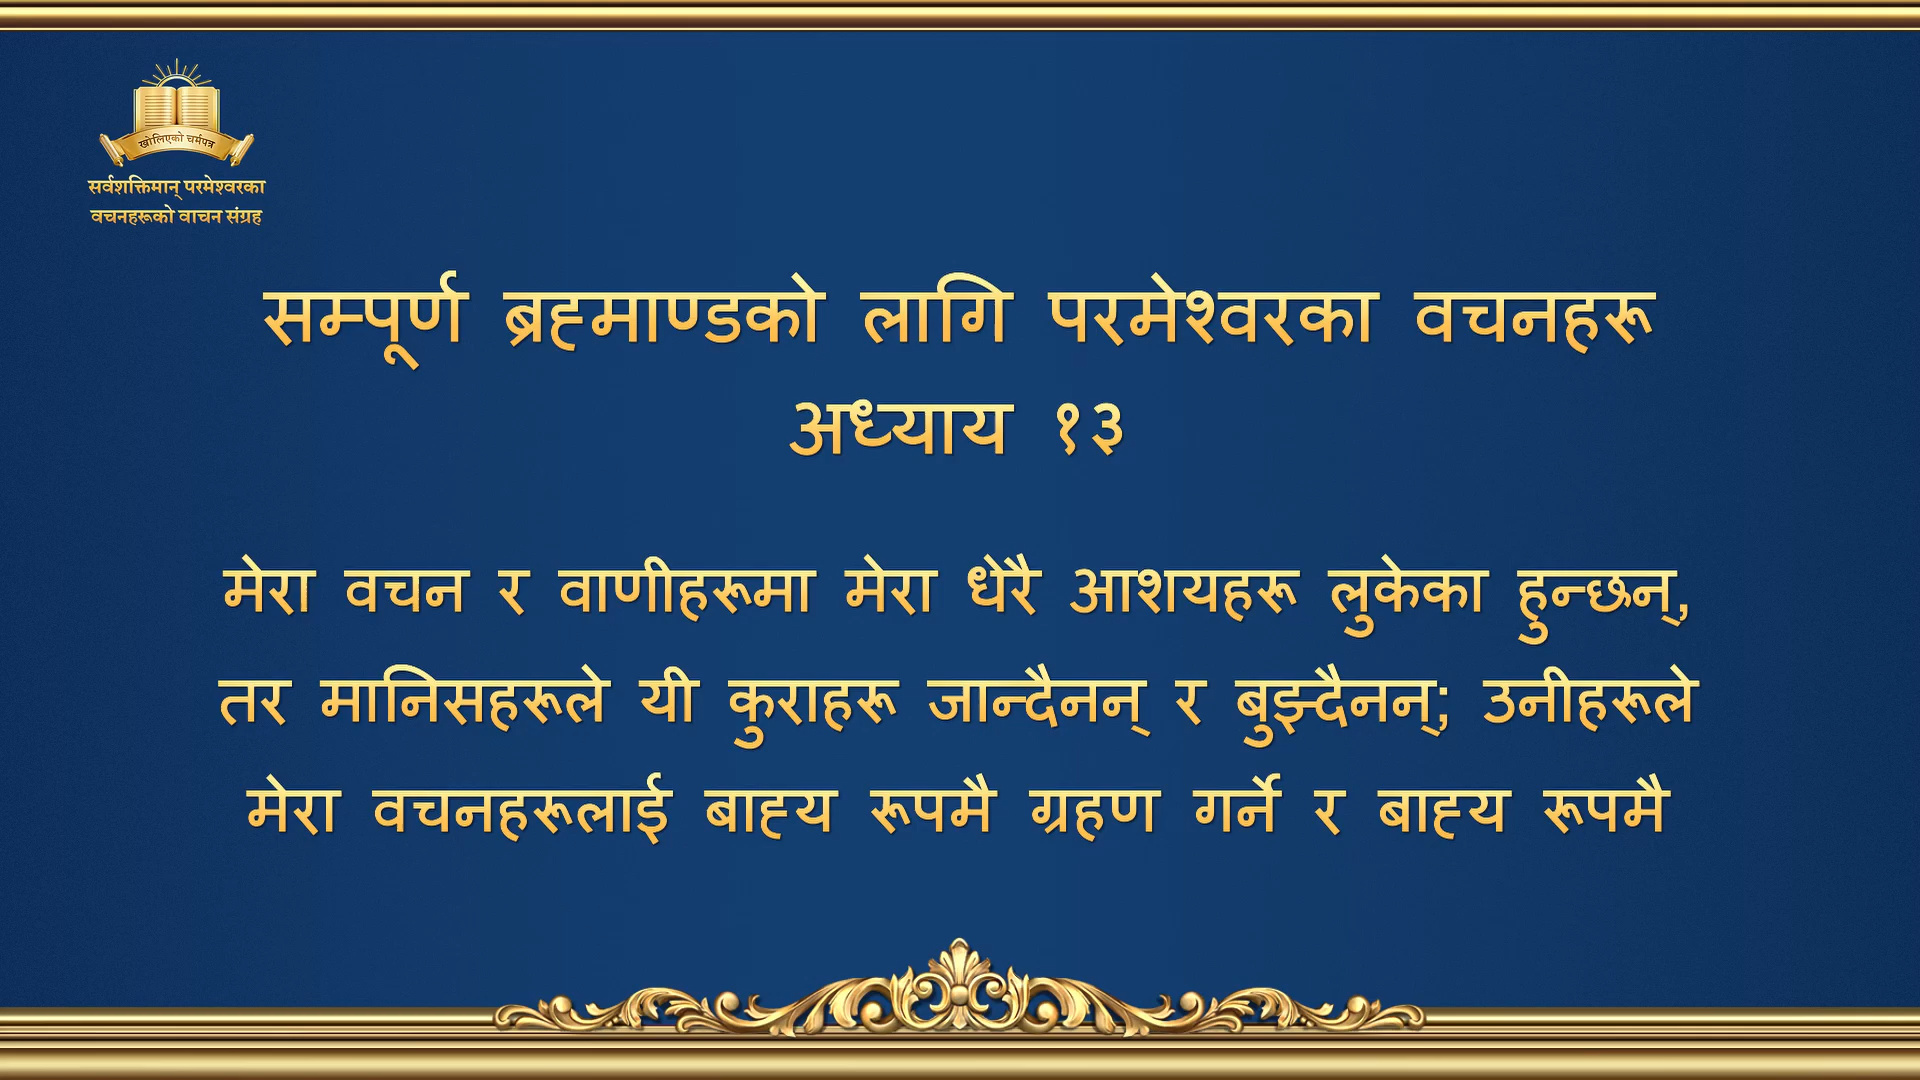 खोलिएको चर्मपत्र
सर्वशक्तिमान् परमेश्वरका
वचनहरूको वाचन संग्रह
सम्पूर्ण ब्रह्माण्डको लागि परमेश्वरका वचनहरू
अध्याय १३
मेरा वचन र वाणीहरूमा मेरा धेरै आशयहरू लुकेका हुन्छन्,
तर मानिसहरूले यी कुराहरू जान्दैनन् र बुझ्दैनन्; उनीहरूले
मेरा वचनहरूलाई बाह्य रूपमै ग्रहण गर्ने र बाह्य रूपमै